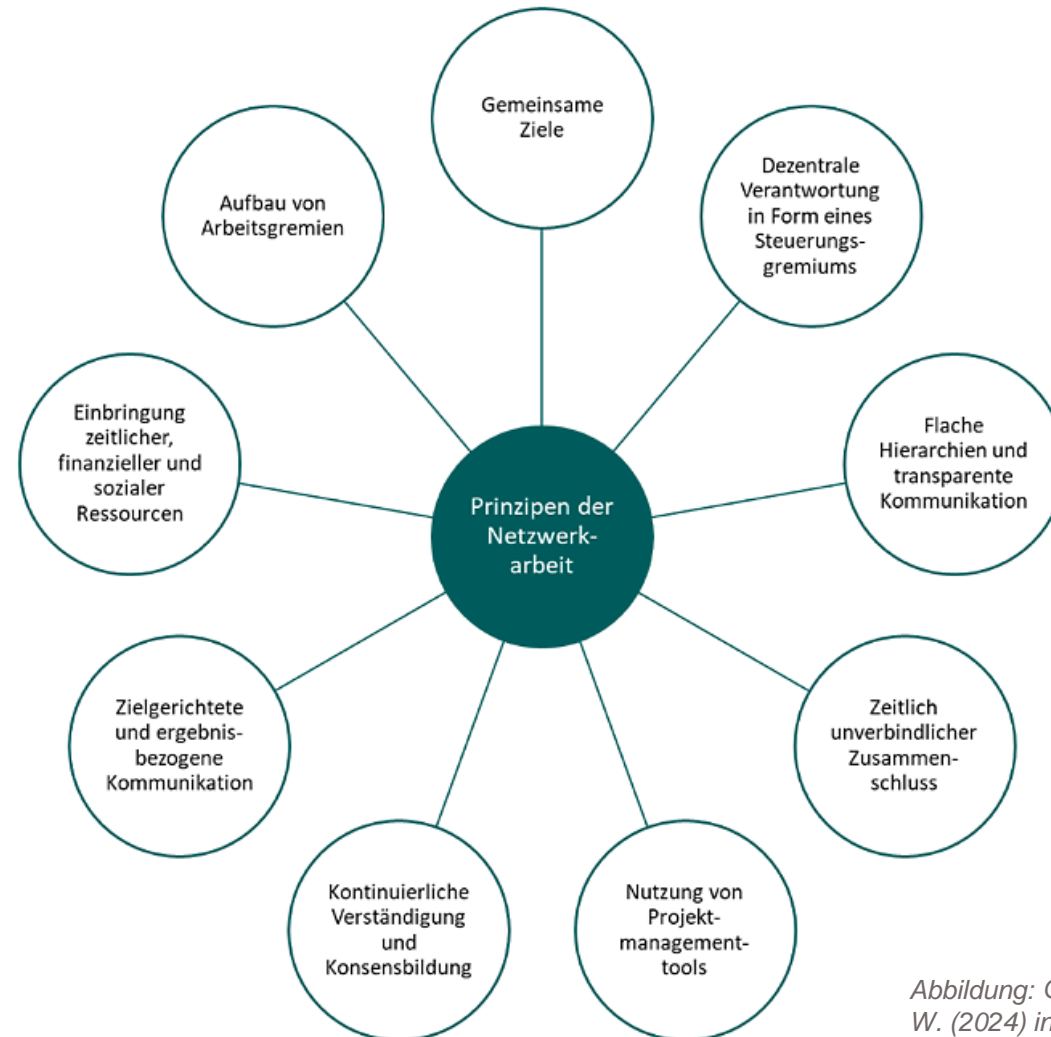 Gemeinsame
Ziele
Dezentrale
Verantwortung
in Form eines
Steuerungs-
gremiums
Flache
Hierarchien und
transparente
Kommunikation
Zeitlich
unverbindlicher
Zusammen-
schluss
Nutzung von
Projekt-
management-
tools
Kontinuierliche
Verständigung
und
Konsensbildung
Zielgerichtete
und ergebnis-
bezogene
Kommunikation
Einbringung
zeitlicher,
finanzieller und
sozialer
Ressourcen
Aufbau von
Arbeitsgremien
Prinzipen der
Netzwerk-
arbeit
Abbildung:
W. (2024) in